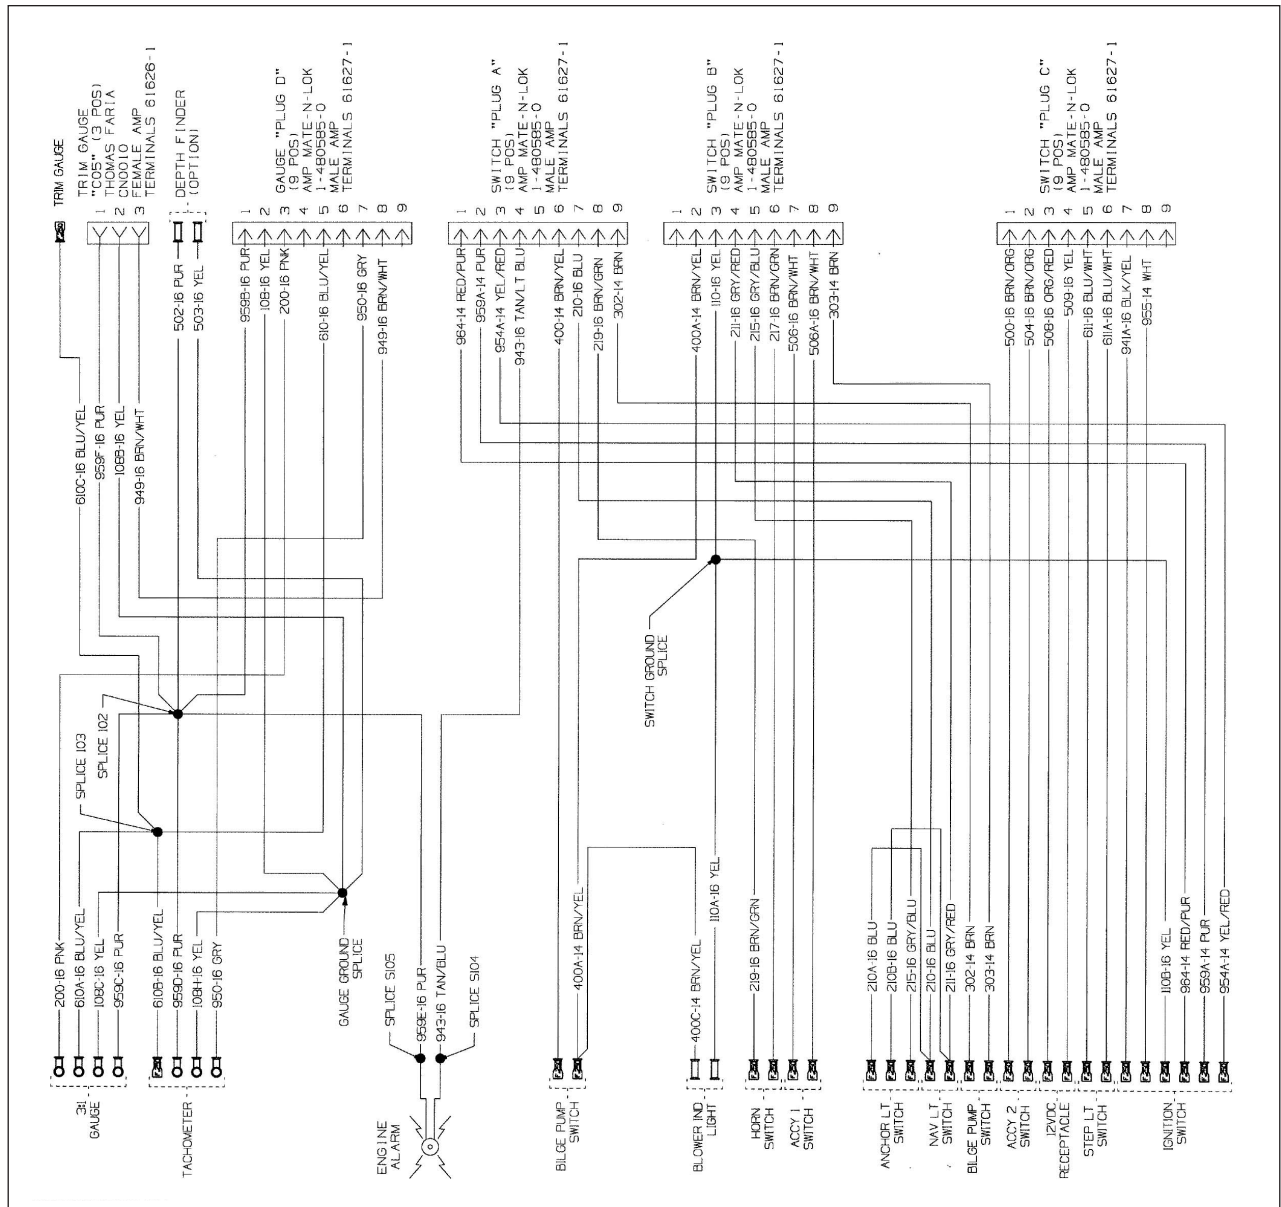 TRIM GAUGE
TRIM GAUGE
"C05" (3 POS)
THOMAS FARIA
CN0010
FEMALE AMP
TERMINALS 61626-1
1
2
3
DEPTH FINDER
(OPTION)
GAUGE "PLUG D"
(9 POS)
AMP MATE-N-LOK
1-480585-0
MALE AMP
TERMINALS 61627-1
1
2
3
4
5
6
7
8
9
SWITCH "PLUG A"
(9 POS)
AMP MATE-N-LOK
1-480585-0
MALE AMP
TERMINALS 61627-1
1
2
3
4
5
6
7
8
9
SWITCH "PLUG B"
(9 POS)
AMP MATE-N-LOK
1-480585-0
MALE AMP
TERMINALS 61627-1
1
2
3
4
5
6
7
8
9
SWITCH "PLUG C"
(9 POS)
AMP MATE-N-LOK
1-480585-0
MALE AMP
TERMINALS 61627-1
1
2
3
4
5
6
7
8
9
610C-16 BLU/YEL
959F-16 PUR
108B-16 YEL
949-16 BRN/WHT
502-16 PUR
503-16 YEL
959B-16 PUR
108-16 YEL
200-16 PNK
610-16 BLU/YEL
950-16 GRY
949-16 BRN/WHT
964-14 RED/PUR
959A-14 PUR
954A-14 YEL/RED
943-16 TAN/LT BLU
400-14 BRN/YEL
210-16 BLU
219-16 BRN/GRN
302-14 BRN
400A-14 BRN/YEL
110-16 YEL
211-16 GRY/RED
215-16 GRY/BLU
217-16 BRN/GRN
506-16 BRN/WHT
506A-16 BRN/WHT
303-14 BRN
500-16 BRN/ORG
504-16 BRN/ORG
508-16 ORG/RED
509-16 YEL
611-16 BLU/WHT
611A-16 BLU/WHT
941A-16 BLK/YEL
955-14 WHT
SPLICE 103
SPLICE 102
SWITCH GROUND
SPLICE
GAUGE GROUND
SPLICE
SPLICE S105
SPLICE S104
200-16 PNK
610A-16 BLU/YEL
108C-16 YEL
959C-16 PUR
610B-16 BLU/YEL
959D-16 PUR
108H-16 YEL
950-16 GRY
959E-16 PUR
943-16 TAN/BLU
400A-14 BRN/YEL
400C-14 BRN/YEL
110A-16 YEL
219-16 BRN/GRN
210A-16 BLU
210B-16 BLU
215-16 GRY/BLU
210-16 BLU
211-16 GRY/RED
302-14 BRN
303-14 BRN
110B-16 YEL
964-14 RED/PUR
959A-14 PUR
954A-14 YEL/RED
3:1
GAUGE
TACHOMETER
ENGINE
ALARM
BILGE PUMP
SWITCH
BLOWER IND
LIGHT
HORN
SWITCH
ACCY 1
SWITCH
ANCHOR LT
SWITCH
NAV LT
SWITCH
BILGE PUMP
SWITCH
ACCY 2
SWITCH
12VDC
RECEPTACLE
STEP LT
SWITCH
IGNITION
SWITCH